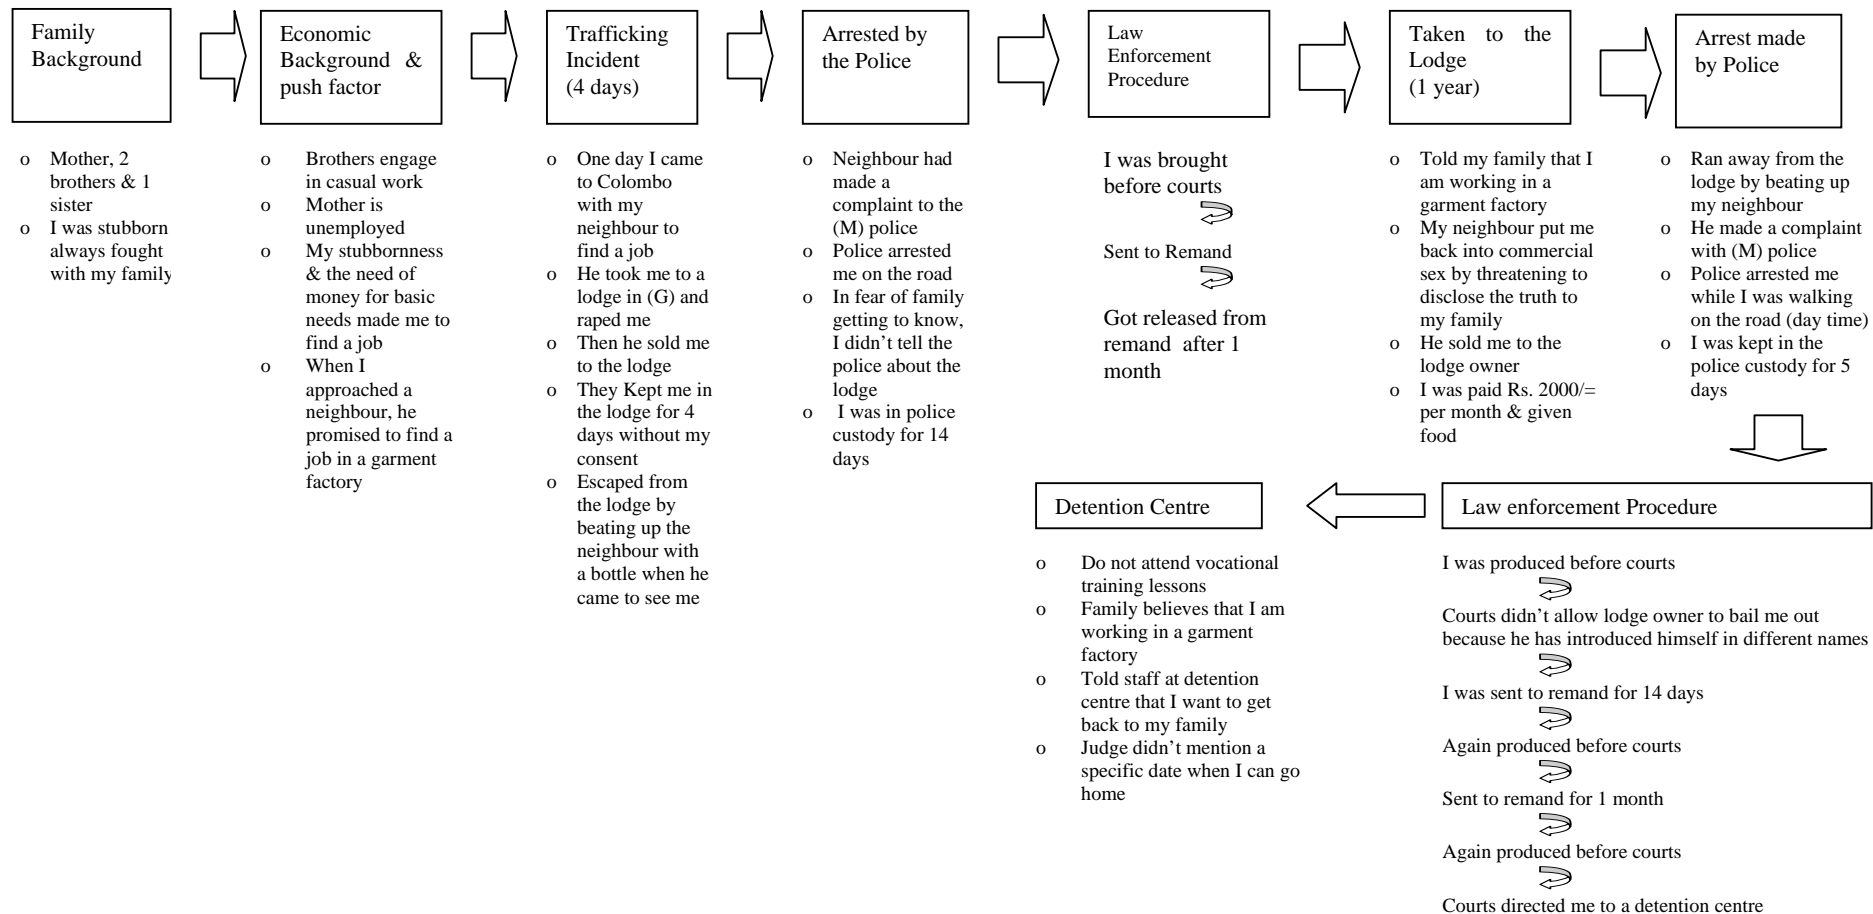 Family
Background
o Mother, 2
brothers & 1
sister
o I was stubborn
always fought
with my family
Economic
Background &
push factor
o Brothers engage
in casual work
o Mother is
unemployed
o My stubbornness
& the need of
money for basic
needs made me to
find a job
o When I
approached a
neighbour, he
promised to find a
job in a garment
factory
Trafficking
Incident
(4 days)
o One day I came
to Colombo
with my
neighbour to
find a job
o He took me to a
lodge in (G) and
raped me
o Then he sold me
to the lodge
o They Kept me in
the lodge for 4
days without my
consent
o Escaped from
the lodge by
beating up the
neighbour with
a bottle when he
came to see me
Arrested by
the Police
o Neighbour had
made a
complaint to the
(M) police
o Police arrested
me on the road
o In fear of family
getting to know,
I didn't tell the
police about the
lodge
o I was in police
custody for 14
days
Law
Enforcement
Procedure
I was brought
before courts
Sent to Remand
Got released from
remand after 1
month
Taken to the
Lodge
(1 year)
o Told my family that I
am working in a
garment factory
o My neighbour put me
back into commercial
sex by threatening to
disclose the truth to
my family
o He sold me to the
lodge owner
o I was paid Rs. 2000/=
per month & given
food
Arrest made
by Police
o Ran away from the
lodge by beating up
my neighbour
o He made a complaint
with (M) police
o Police arrested me
while I was walking
on the road (day time)
o I was kept in the
police custody for 5
days
Law enforcement Procedure
I was produced before courts
Courts didn't allow lodge owner to bail me out
because he has introduced himself in different names
I was sent to remand for 14 days
Again produced before courts
Sent to remand for 1 month
Again produced before courts
Courts directed me to a detention centre
Detention Centre
o Do not attend vocational
training lessons
o Family believes that I am
working in a garment
factory
o Told staff at detention
centre that I want to get
back to my family
o Judge didn't mention a
specific date when I can go
home